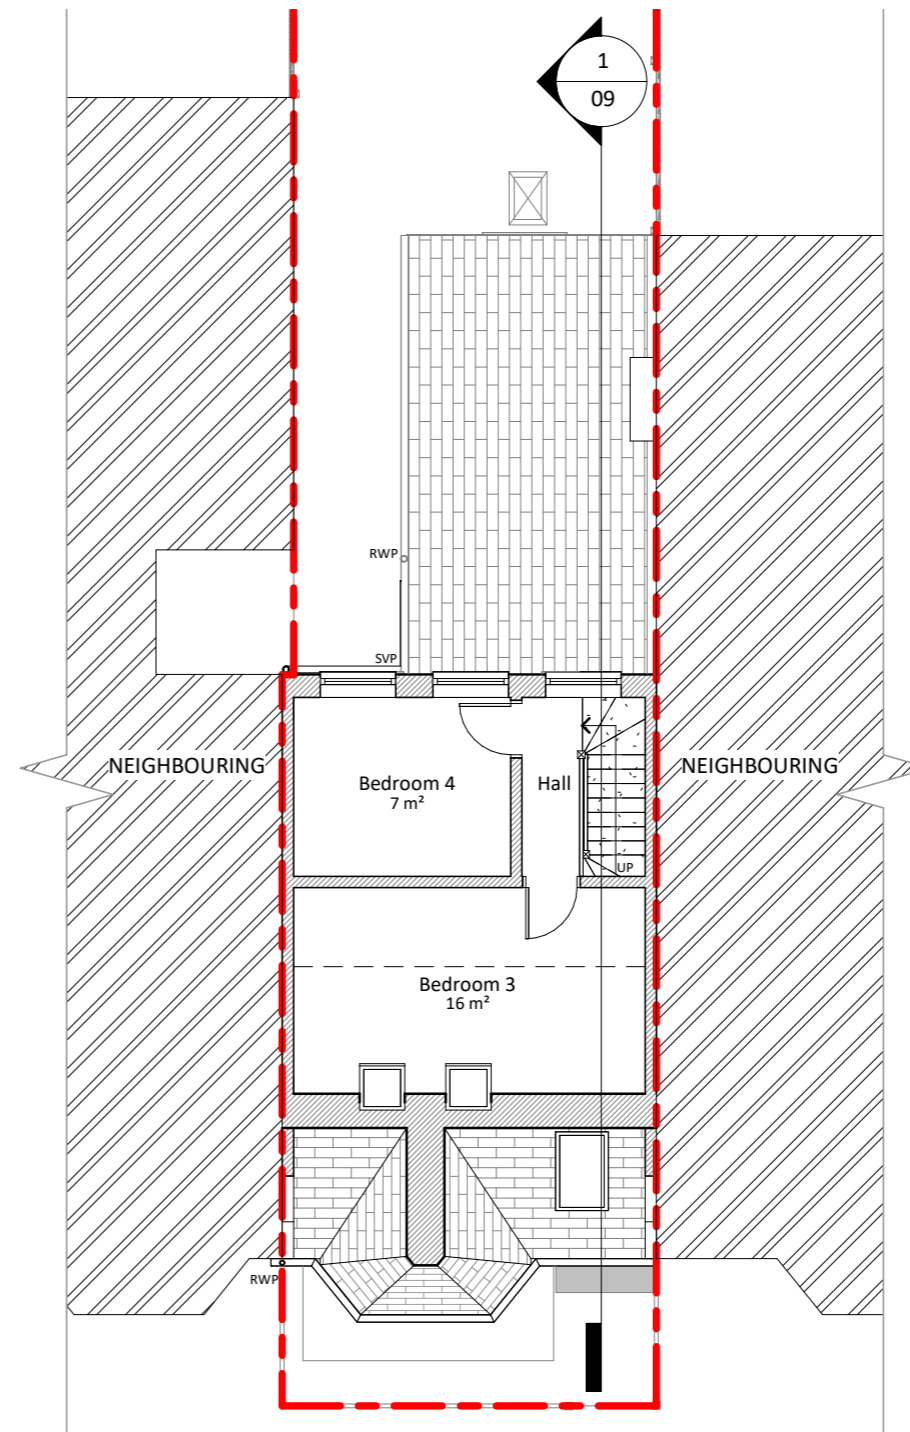 1
09
RWP
SVP
NEIGHBOURING
Bedroom 4
7 m²
Hall
NEIGHBOURING
UP
Bedroom 3
16 m²
RWP